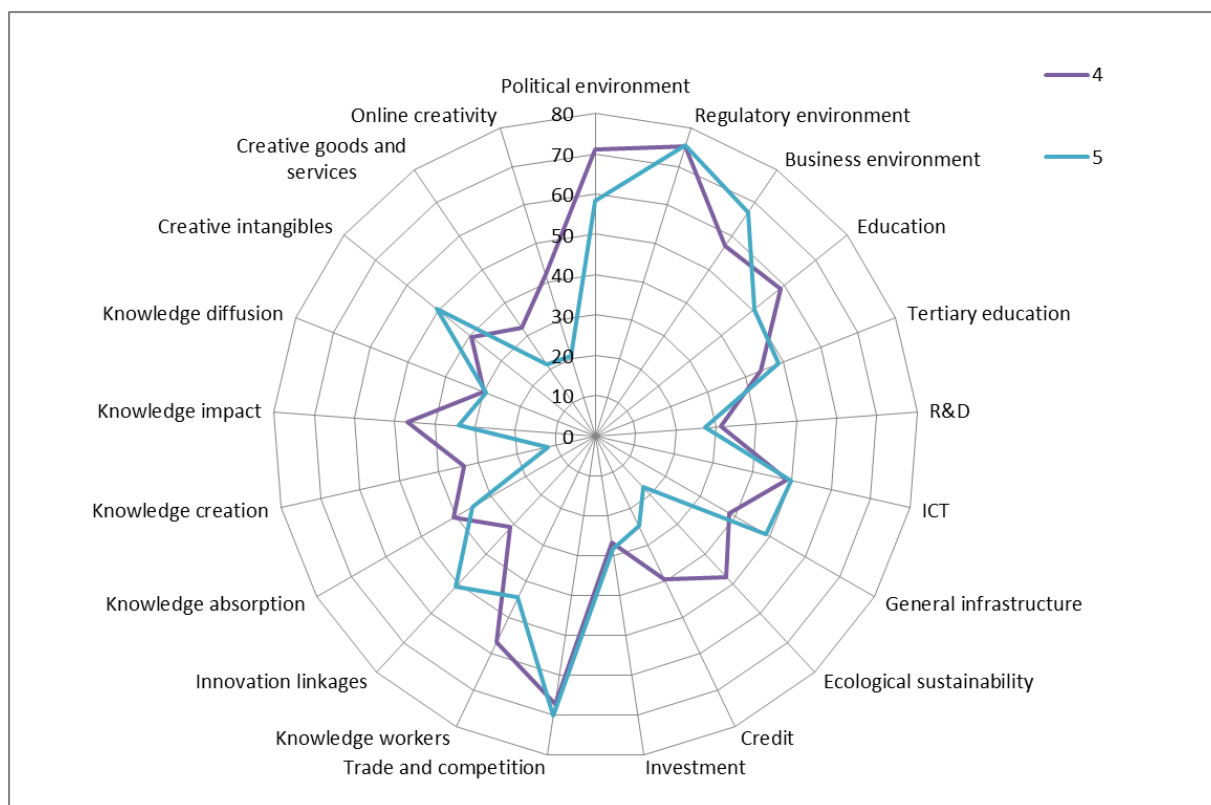 Political environment
Regulatory environment
Business environment
Education
Tertiary education
R&D
ICT
General infrastructure
Ecological sustainability
Credit
Investment
Trade and competition
Knowledge workers
Innovation linkages
Knowledge absorption
Knowledge creation
Knowledge impact
Knowledge diffusion
Creative intangibles
Creative goods and
services
Online creativity
80
70
60
50
40
30
20
10
0
4
5